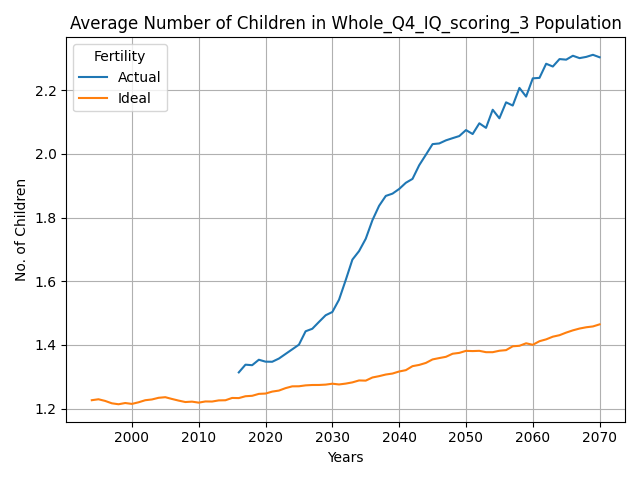 Average Number of Children in Whole_Q4_IQ_scoring_3 Population
Fertility
Actual
Ideal
No. of Children
2.2
2.0
1.8
1.6
1.4
1.2
2000 2010 2020 2030 2040 2050 2060 2070
Years